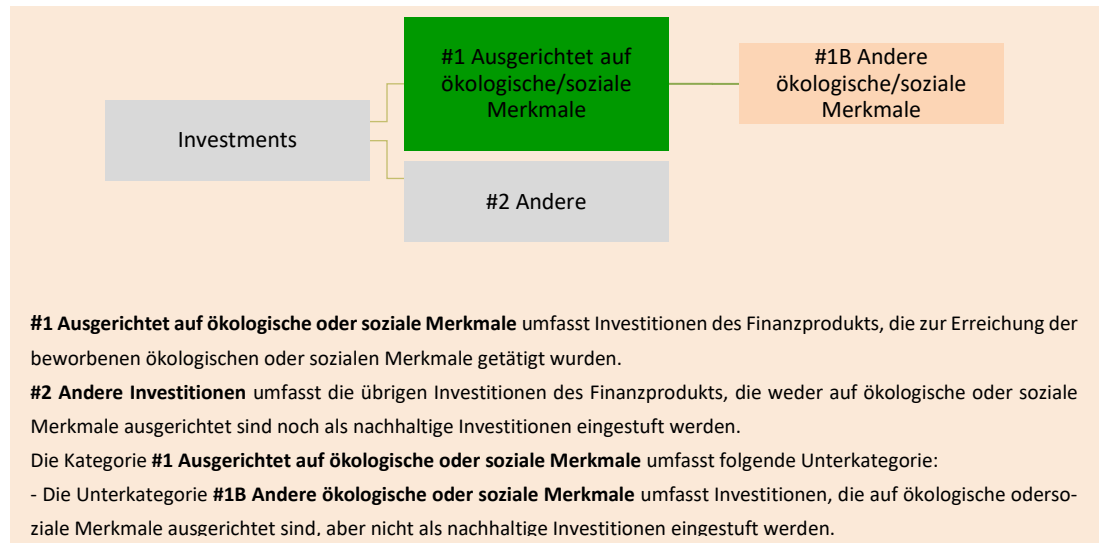 #1 Ausgerichtet auf
ökologische/soziale
Merkmale
#1B Andere
ökologische/soziale
Merkmale
Investments
#2 Andere
#1 Ausgerichtet auf ökologische oder soziale Merkmale umfasst Investitionen des Finanzprodukts, die zur Erreichung der
beworbenen ökologischen oder sozialen Merkmale getätigt wurden.
#2 Andere Investitionen umfasst die übrigen Investitionen des Finanzprodukts, die weder auf ökologische oder soziale
Merkmale ausgerichtet sind noch als nachhaltige Investitionen eingestuft werden.
Die Kategorie #1 Ausgerichtet auf ökologische oder soziale Merkmale umfasst folgende Unterkategorie:
- Die Unterkategorie #1B Andere ökologische oder soziale Merkmale umfasst Investitionen, die auf ökologische oderso-
ziale Merkmale ausgerichtet sind, aber nicht als nachhaltige Investitionen eingestuft werden.